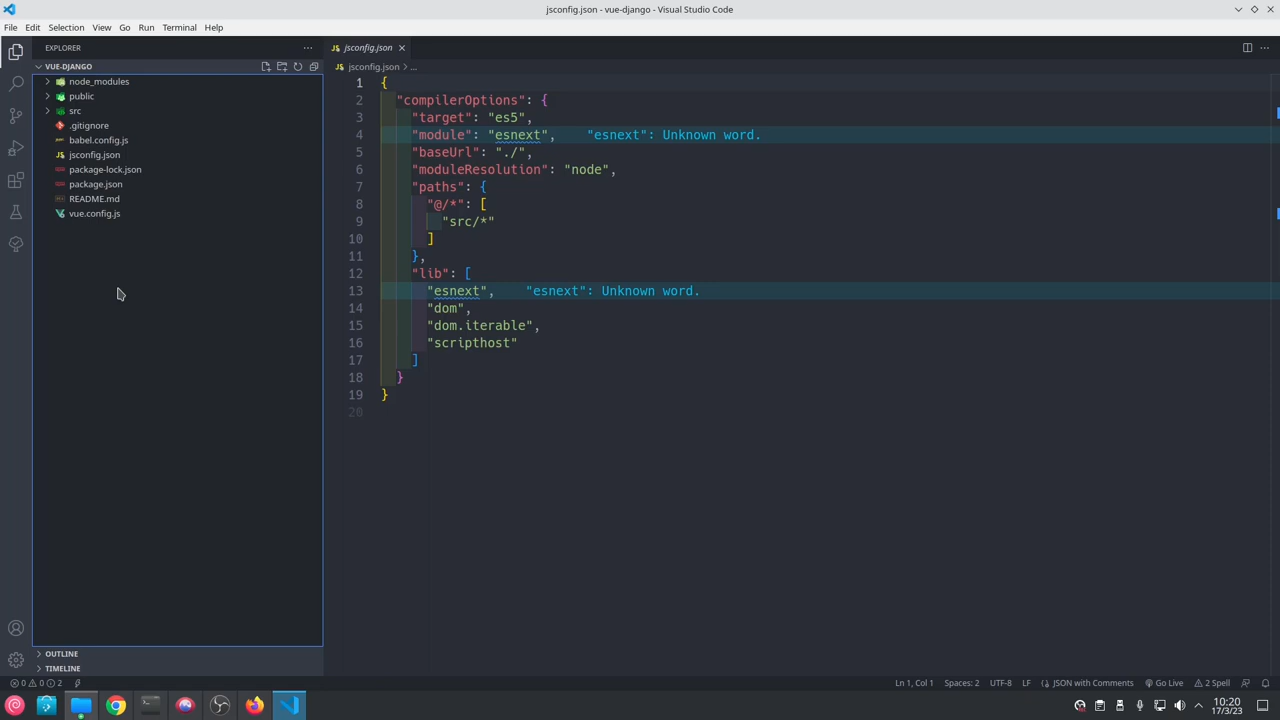 jsconfig.json - vue-django - Visual Studio Code
File Edit Selection View Go Run Terminal Help
EXPLORER
jsconfig.json
VUE-DJANGO
jsconfig.json > ...
node_modules
public
src
.gitignore
babel.config.js
jsconfig.json
package-lock.json
package.json
README.md
vue.config.js
1 {
2 "compilerOptions": {
3 "target": "es5",
4 "module": "esnext", "esnext": Unknown word.
5 "baseUrl": "./",
6 "moduleResolution": "node",
7 "paths": {
8 "@/*": [
9 "src/*"
10 ]
11 },
12 "lib": [
13 "esnext", "esnext": Unknown word.
14 "dom",
15 "dom.iterable",
16 "scripthost"
17 ]
18 }
19 }
20
OUTLINE
TIMELINE
0 0 2
Ln 1, Col 1 Spaces: 2 UTF-8 LF JSON with Comments Go Live 2 Spell
10:20
17/3/23